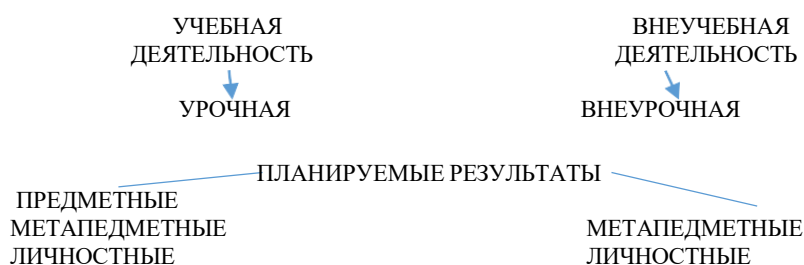 УЧЕБНАЯ
ДЕЯТЕЛЬНОСТЬ
ВНЕУЧЕБНАЯ
ДЕЯТЕЛЬНОСТЬ
УРОЧНАЯ
ВНЕУРОЧНАЯ
ПЛАНИРУЕМЫЕ РЕЗУЛЬТАТЫ
ПРЕДМЕТНЫЕ
МЕТАПЕДМЕТНЫЕ
ЛИЧНОСТНЫЕ
МЕТАПЕДМЕТНЫЕ
ЛИЧНОСТНЫЕ